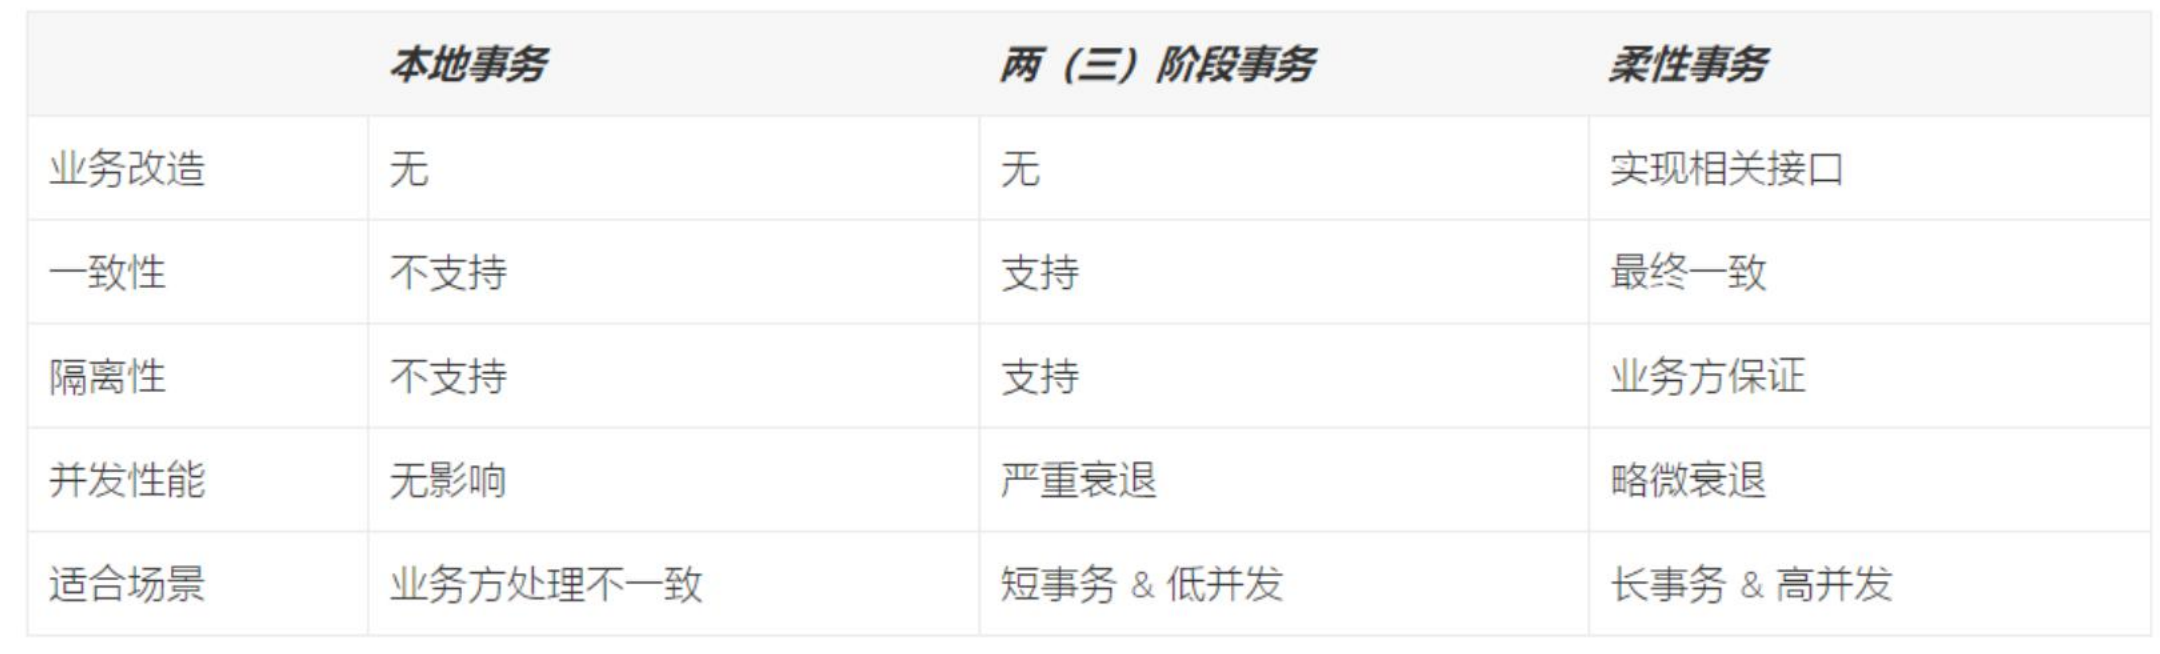 本地事务 两（三）阶段事务 柔性事务
业务改造 无 无 实现相关接口
一致性 不支持 支持 最终一致
隔离性 不支持 支持 业务方保证
并发性能 无影响 严重衰退 略微衰退
适合场景 业务方处理不一致 短事务 & 低并发 长事务 & 高并发